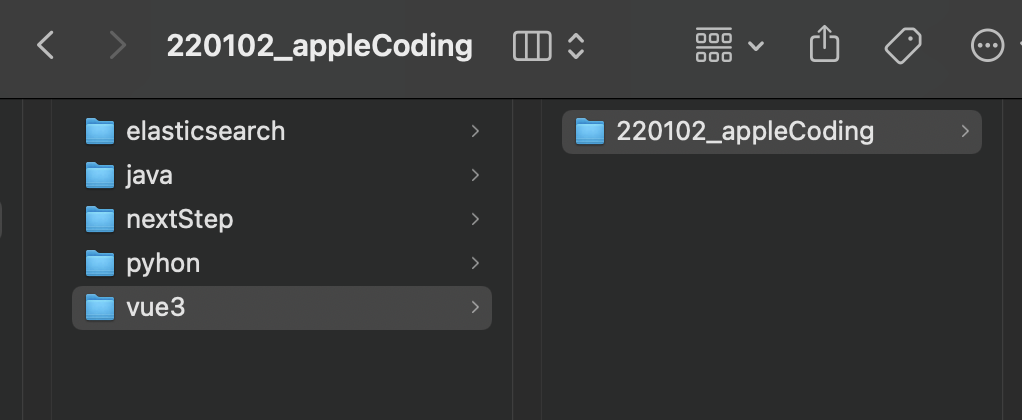 220102_appleCoding
elasticsearch
java
nextStep
pyhon
vue3
220102_appleCoding